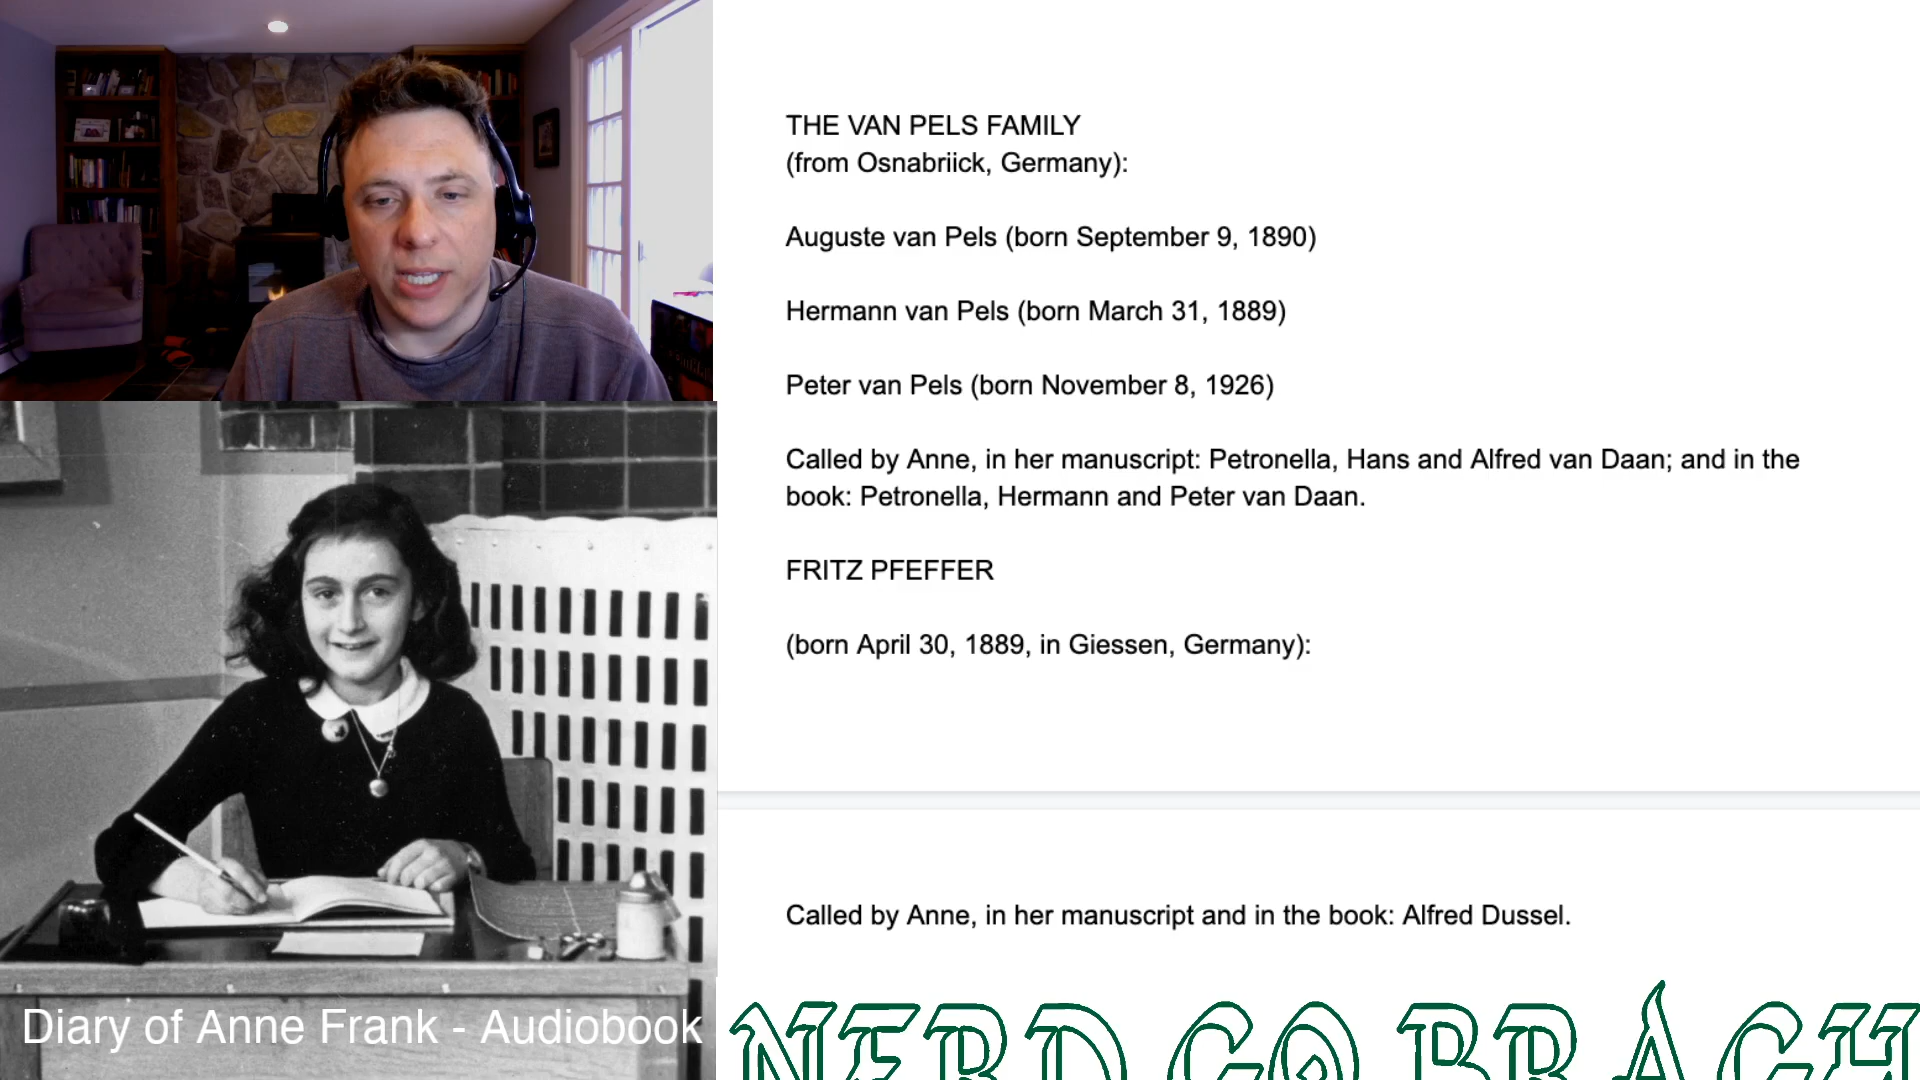 THE VAN PELS FAMILY
(from Osnabriick, Germany):
Auguste van Pels (born September 9, 1890)
Hermann van Pels (born March 31, 1889)
Peter van Pels (born November 8, 1926)
Called by Anne, in her manuscript: Petronella, Hans and Alfred van Daan; and in the
book: Petronella, Hermann and Peter van Daan.
FRITZ PFEFFER
(born April 30, 1889, in Giessen, Germany):
Called by Anne, in her manuscript and in the book: Alfred Dussel.
Diary of Anne Frank - Audiobook
NERD GO BRAGH